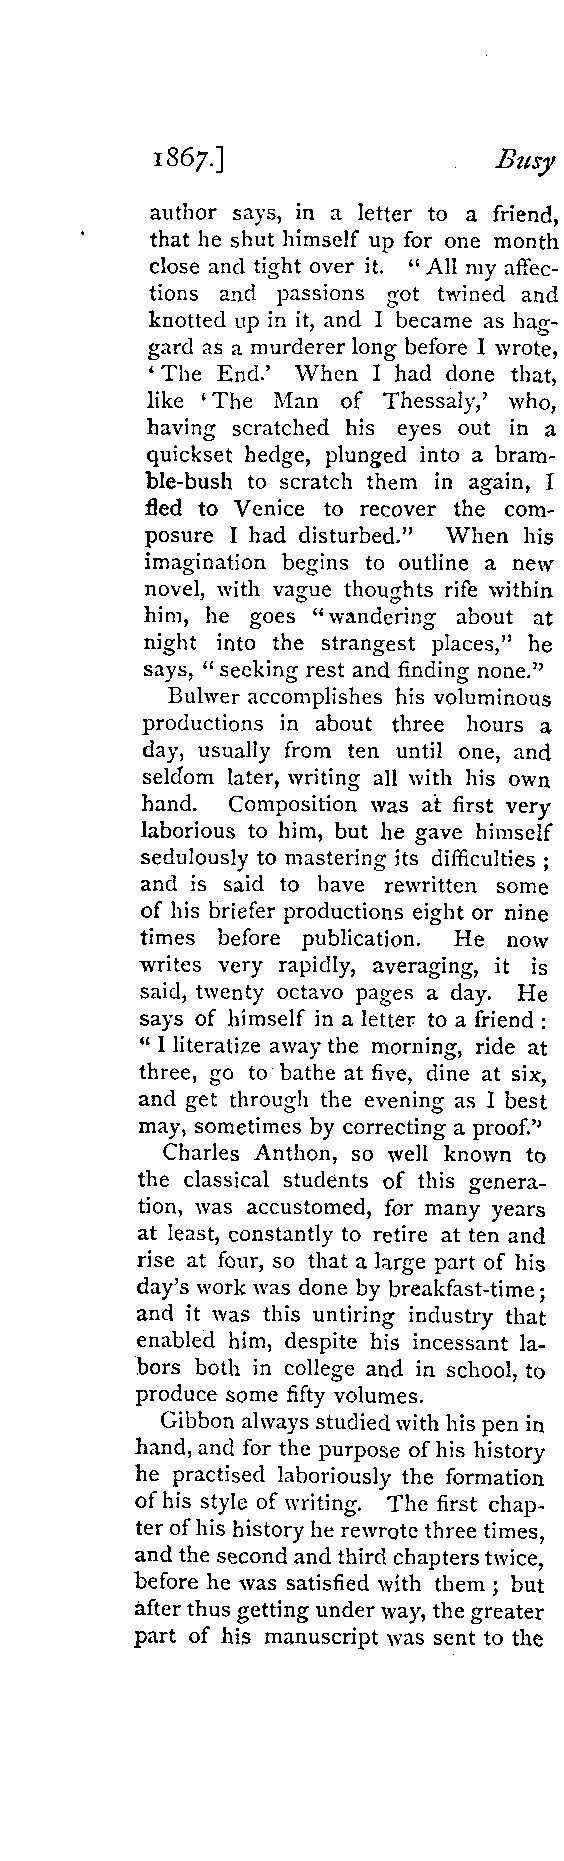 1867.] Busy
author says, in a letter to a friend,
that he shut himself up for one month
close and tight over it. “ All my affec-
tions and passions got twined and
knotted up in it, and I became as hag-
gard as a murderer long before I wrote,
‘ The End.’ When I had done that,
like ‘ The Man of Thessaly,’ who,
having scratched his eyes out in a
quickset hedge, plunged into a bram-
ble-bush to scratch them in again, I
fled to Venice to recover the com-
posure I had disturbed.” When his
imagination begins to outline a new
novel, with vague thoughts rife within
him, he goes “ wandering about at
night into the strangest places,” he
says, “ seeking rest and finding none.”
Bulwer accomplishes his voluminous
productions in about three hours a
day, usually from ten until one, and
seldom later, writing all with his own
hand. Composition was at first very
laborious to him, but he gave himself
sedulously to mastering its difficulties ;
and is said to have rewritten some
of his briefer productions eight or nine
times before publication. He now
writes very rapidly, averaging, it is
said, twenty octavo pages a day. He
says of himself in a letter to a friend :
“ I literatize away the morning, ride at
three, go to bathe at five, dine at six,
and get through the evening as I best
may, sometimes by correcting a proof.”
Charles Anthon, so well known to
the classical students of this genera-
tion, was accustomed, for many years
at least, constantly to retire at ten and
rise at four, so that a large part of his
day’s work was done by breakfast-time ;
and it was this untiring industry that
enabled him, despite his incessant la-
bors both in college and in school, to
produce some fifty volumes.
Gibbon always studied with his pen in
hand, and for the purpose of his history
he practised laboriously the formation
of his style of writing. The first chap-
ter of his history he rewrote three times,
and the second and third chapters twice,
before he was satisfied with them ; but
after thus getting under way, the greater
part of his manuscript was sent to the